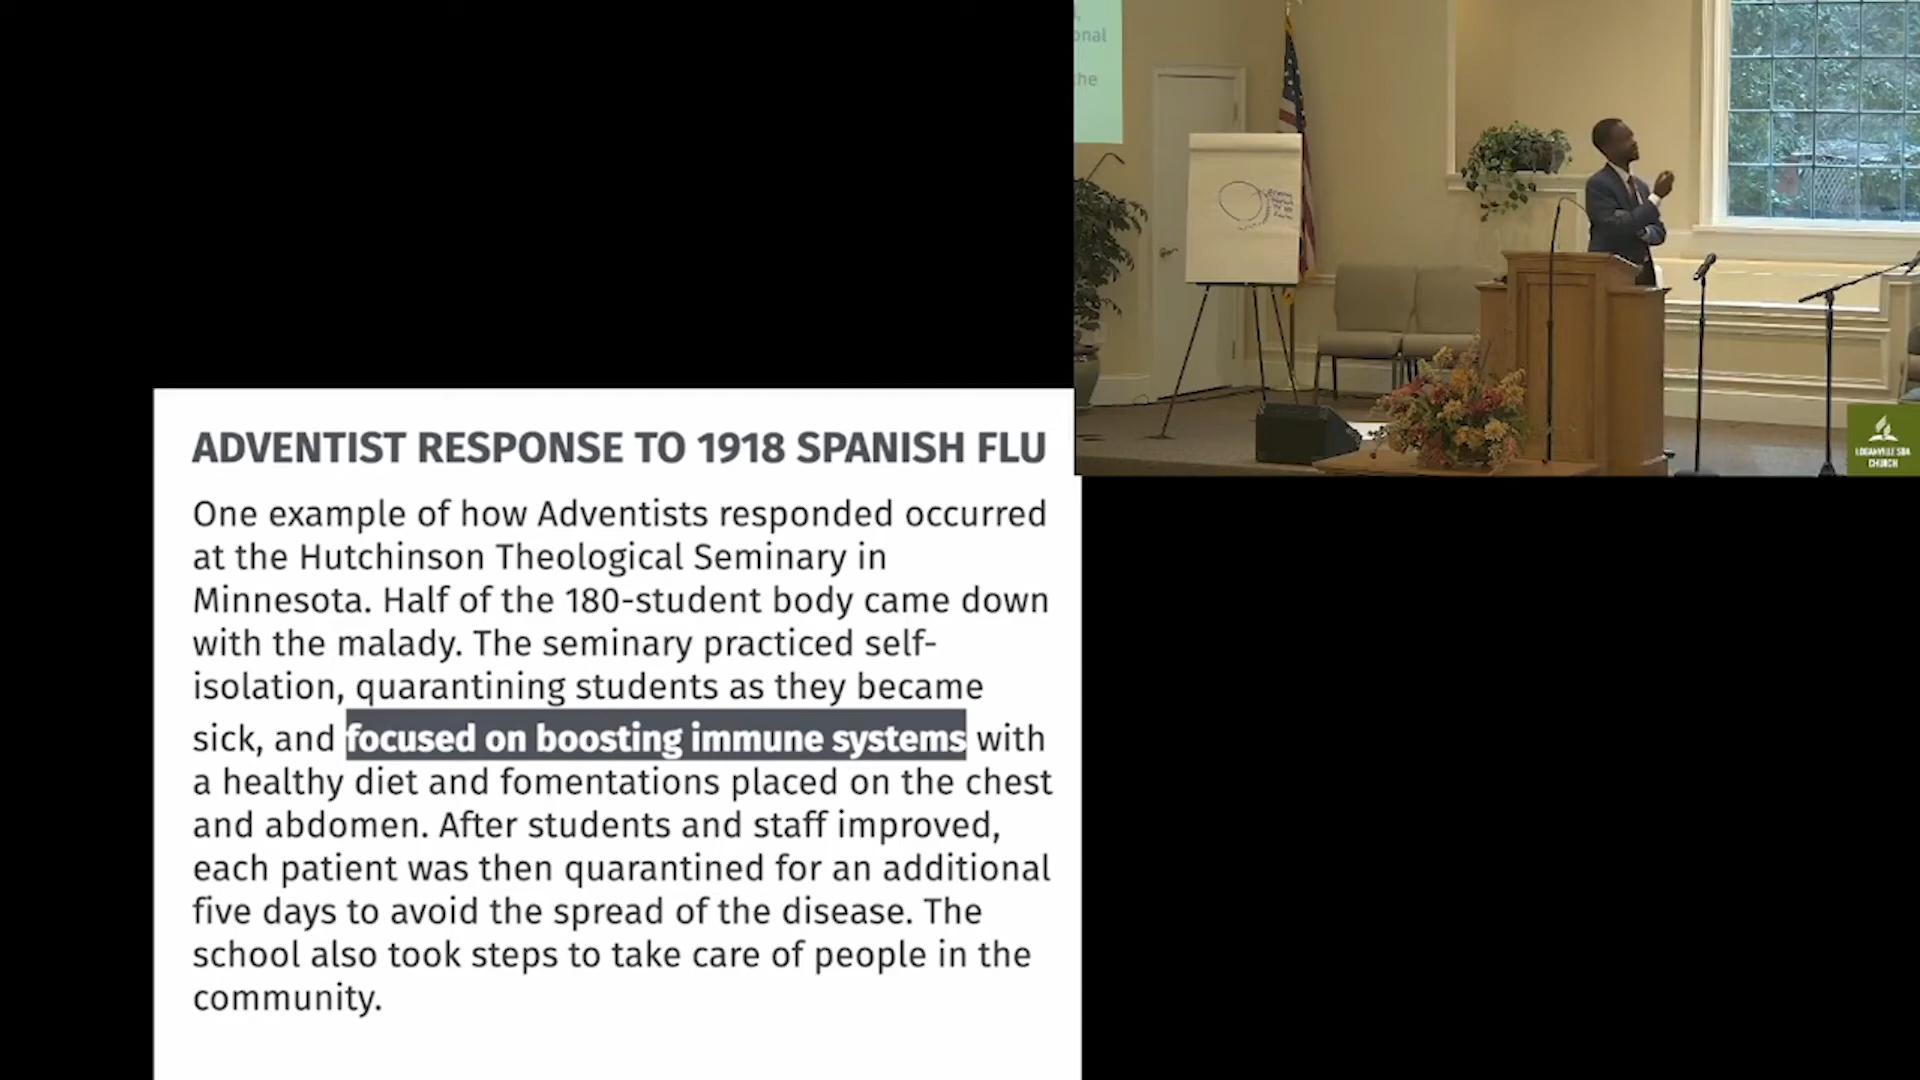 ADVENTIST RESPONSE TO 1918 SPANISH FLU
One example of how Adventists responded occurred
at the Hutchinson Theological Seminary in
Minnesota. Half of the 180-student body came down
with the malady. The seminary practiced self-
isolation, quarantining students as they became
sick, and focused on boosting immune systems with
a healthy diet and fomentations placed on the chest
and abdomen. After students and staff improved,
each patient was then quarantined for an additional
five days to avoid the spread of the disease. The
school also took steps to take care of people in the
community.
onal
the
LOGANVILLE SDA
CHURCH